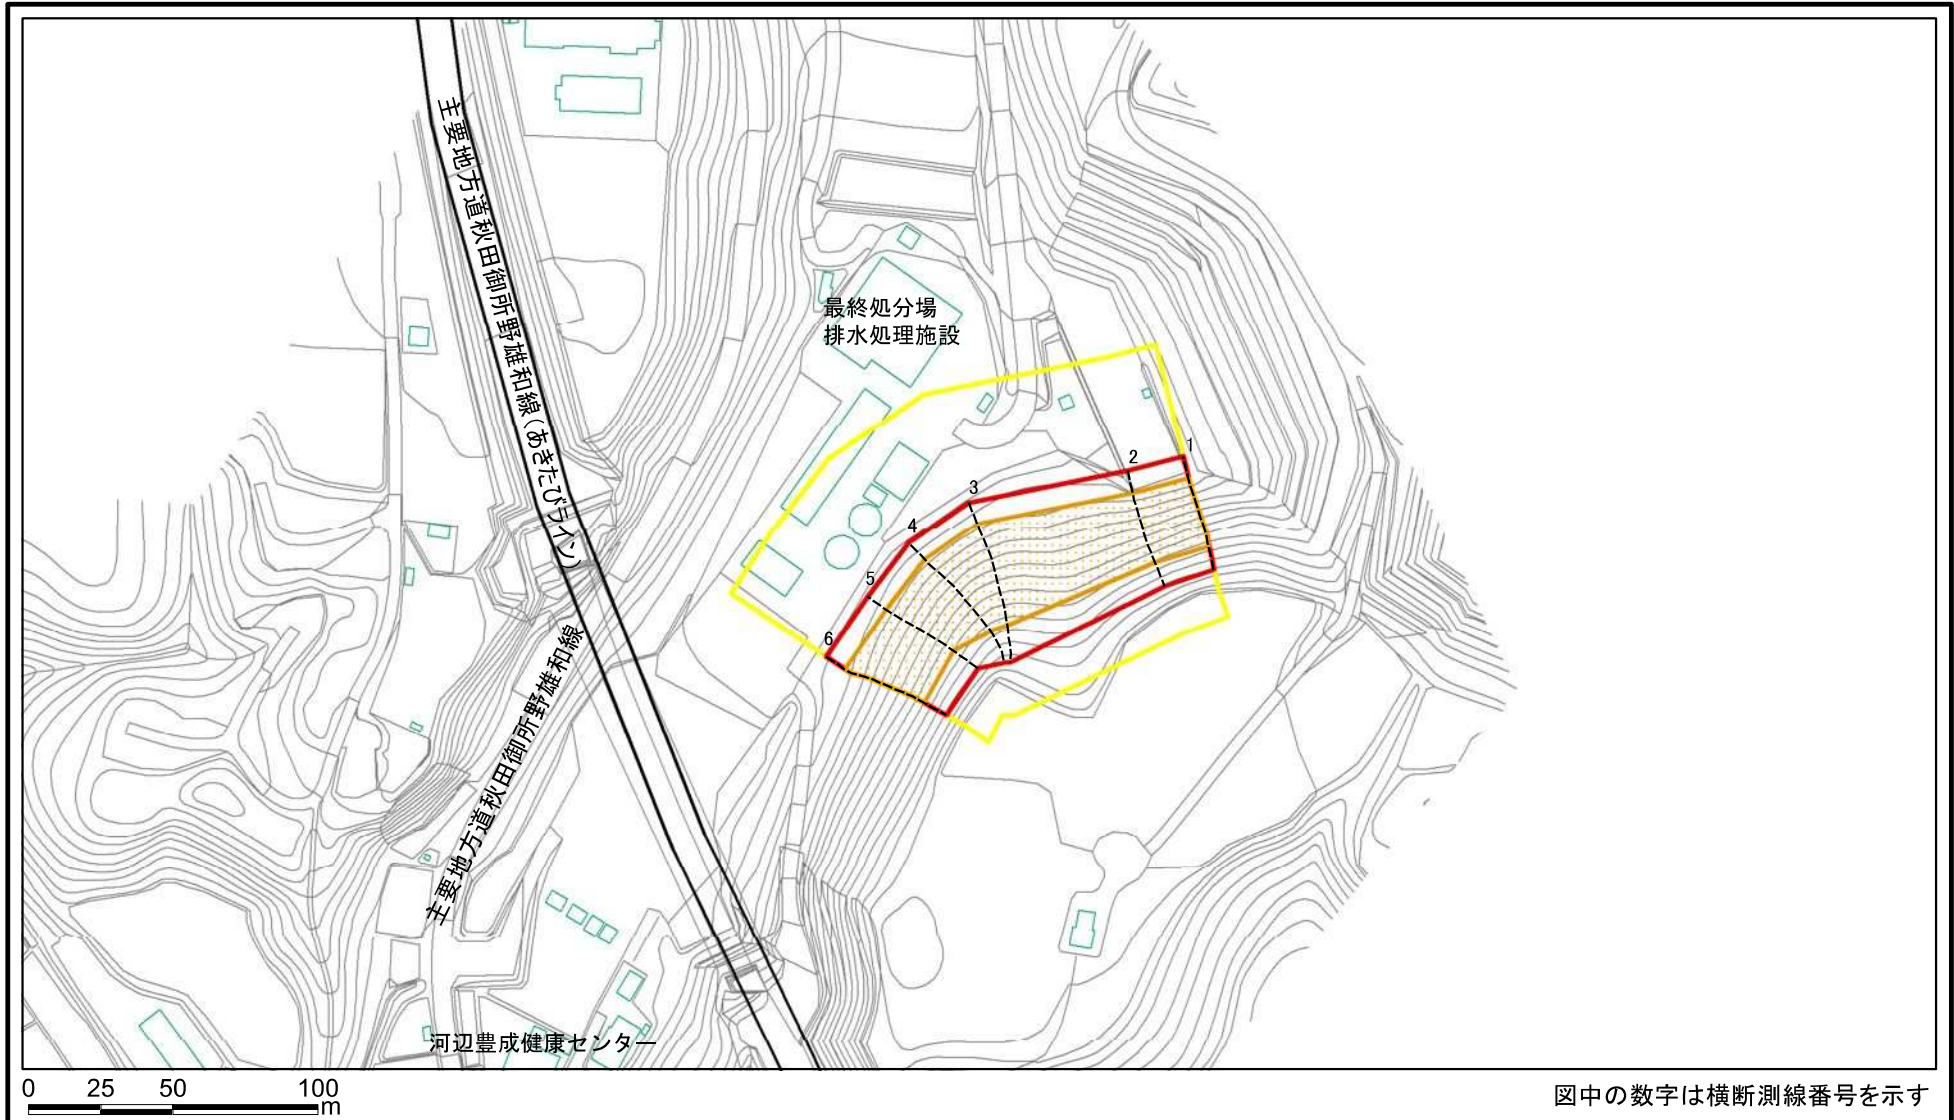 主要地方道秋田御所野雄和線（あきたびライン）
最終処分場
排水処理施設
1
2
3
4
5
6
主要地方道秋田御所野雄和線
河辺豊成健康センター
0 25 50 100
m
図中の数字は横断測線番号を示す